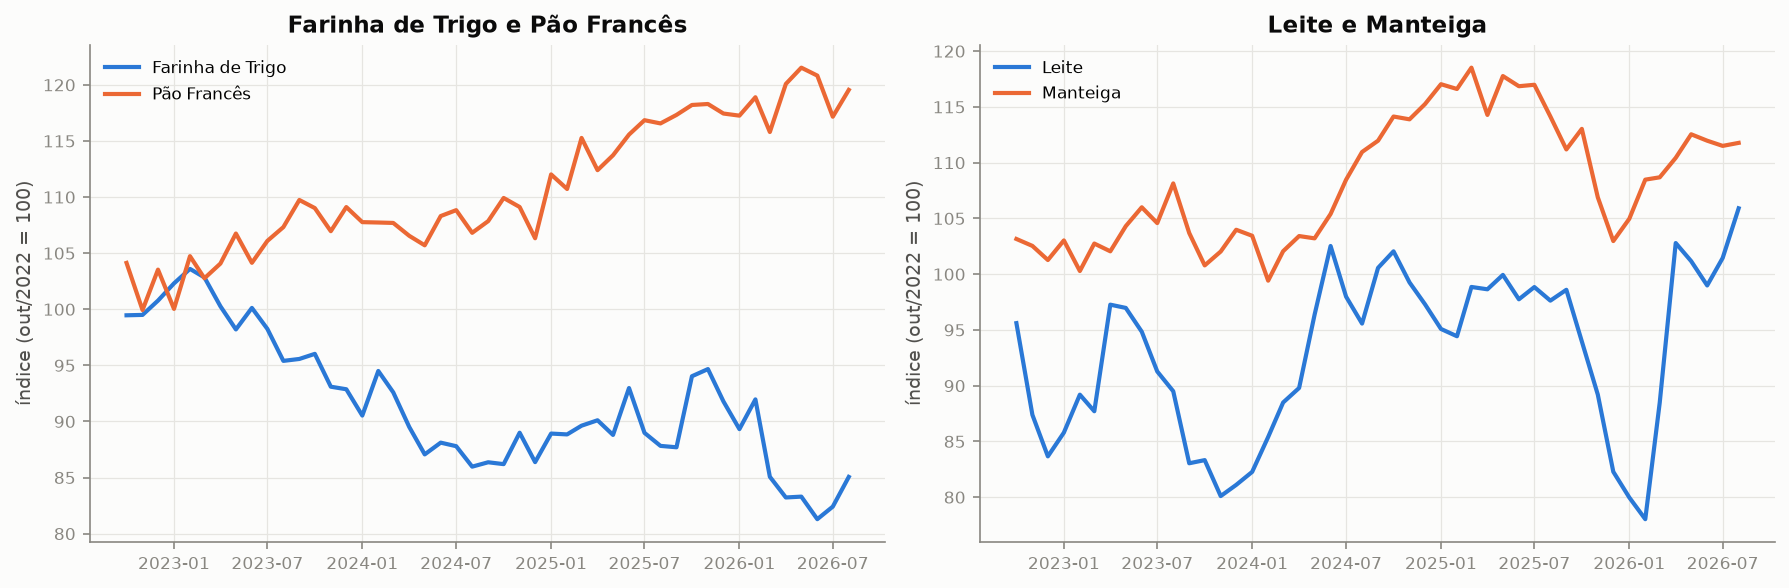 Farinha de Trigo e Pão Francês
Farinha de Trigo
Pão Francês
índice (out/2022 = 100)
120
115
110
105
100
95
90
85
80
2023-01 2023-07 2024-01 2024-07 2025-01 2025-07 2026-01 2026-07
Leite e Manteiga
Leite
Manteiga
índice (out/2022 = 100)
120
115
110
105
100
95
90
85
80
2023-01 2023-07 2024-01 2024-07 2025-01 2025-07 2026-01 2026-07